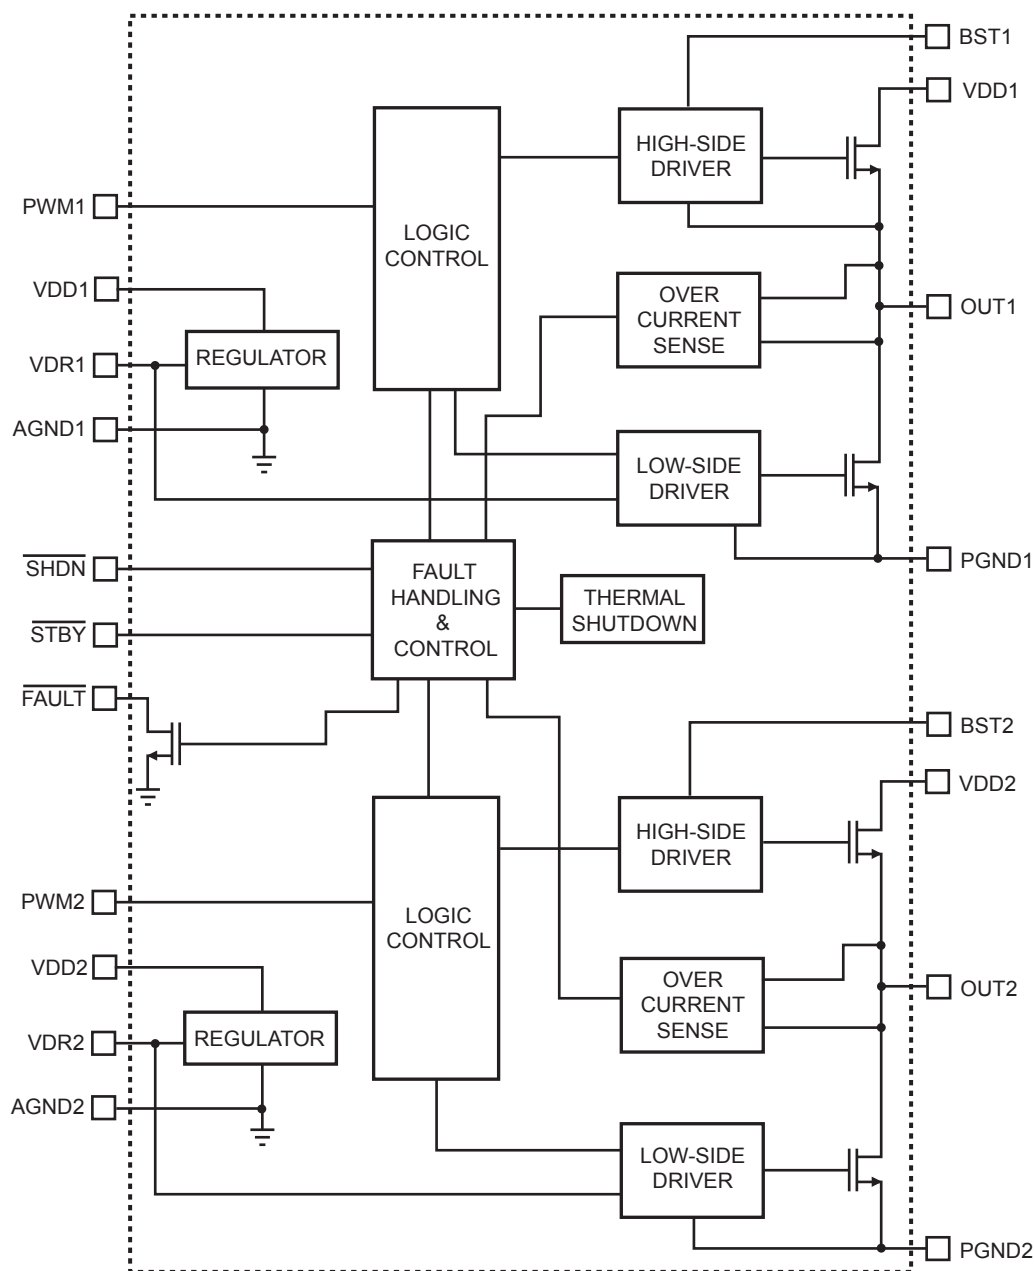 BST1
VDD1
HIGH-SIDE
DRIVER
PWM1
LOGIC
CONTROL
VDD1
OVER
CURRENT
SENSE
OUT1
REGULATOR
VDR1
AGND1
LOW-SIDE
DRIVER
PGND1
SHDN
FAULT
HANDLING
&
CONTROL
THERMAL
SHUTDOWN
STBY
FAULT
BST2
VDD2
HIGH-SIDE
DRIVER
PWM2
LOGIC
CONTROL
VDD2
OVER
CURRENT
SENSE
OUT2
REGULATOR
VDR2
AGND2
LOW-SIDE
DRIVER
PGND2